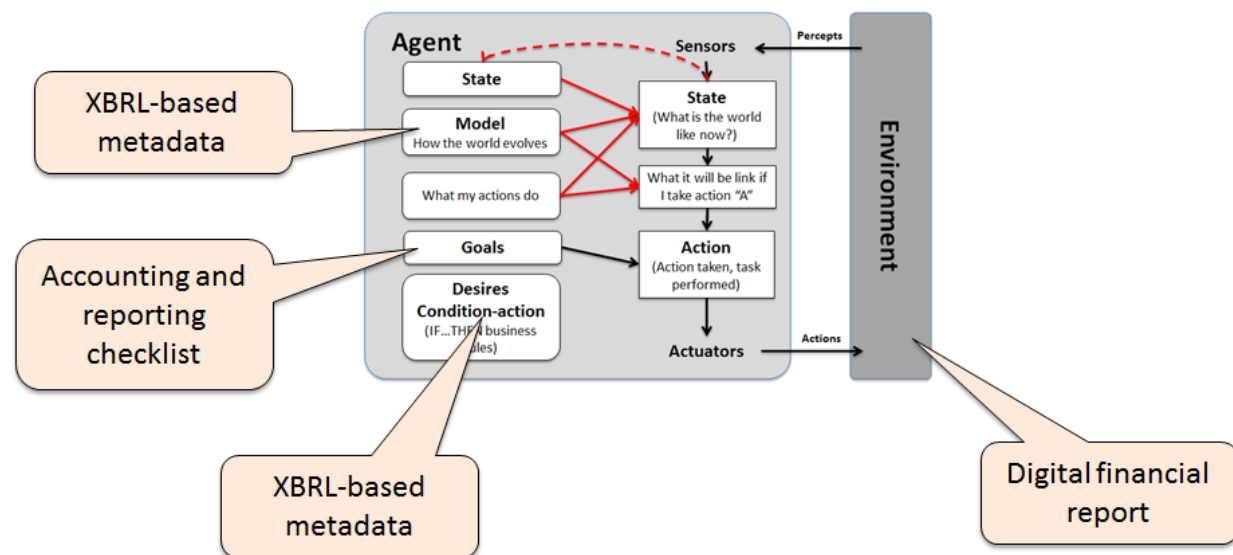 Agent
Sensors
Percepts
State
XBRL-based
metadata
State
(What is the world
like now?)
Model
How the world evolves
What my actions do
What it will be link if
I take action “A”
Environment
Goals
Action
(Action taken, task
performed)
Accounting and
reporting
checklist
Desires
Condition-action
(IF…THEN business
rules)
Actuators
Actions
XBRL-based
metadata
Digital financial
report